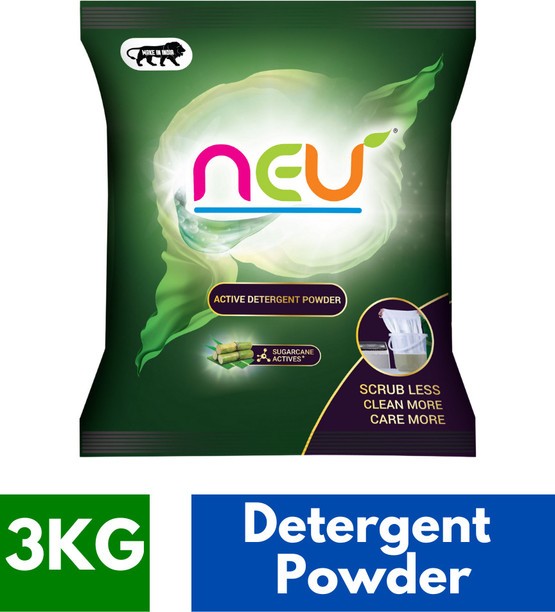 MAKE IN INDIA
neu®
ACTIVE DETERGENT POWDER
SUGARCANE
ACTIVES*
SCRUB LESS
CLEAN MORE
CARE MORE
3KG
Detergent
Powder